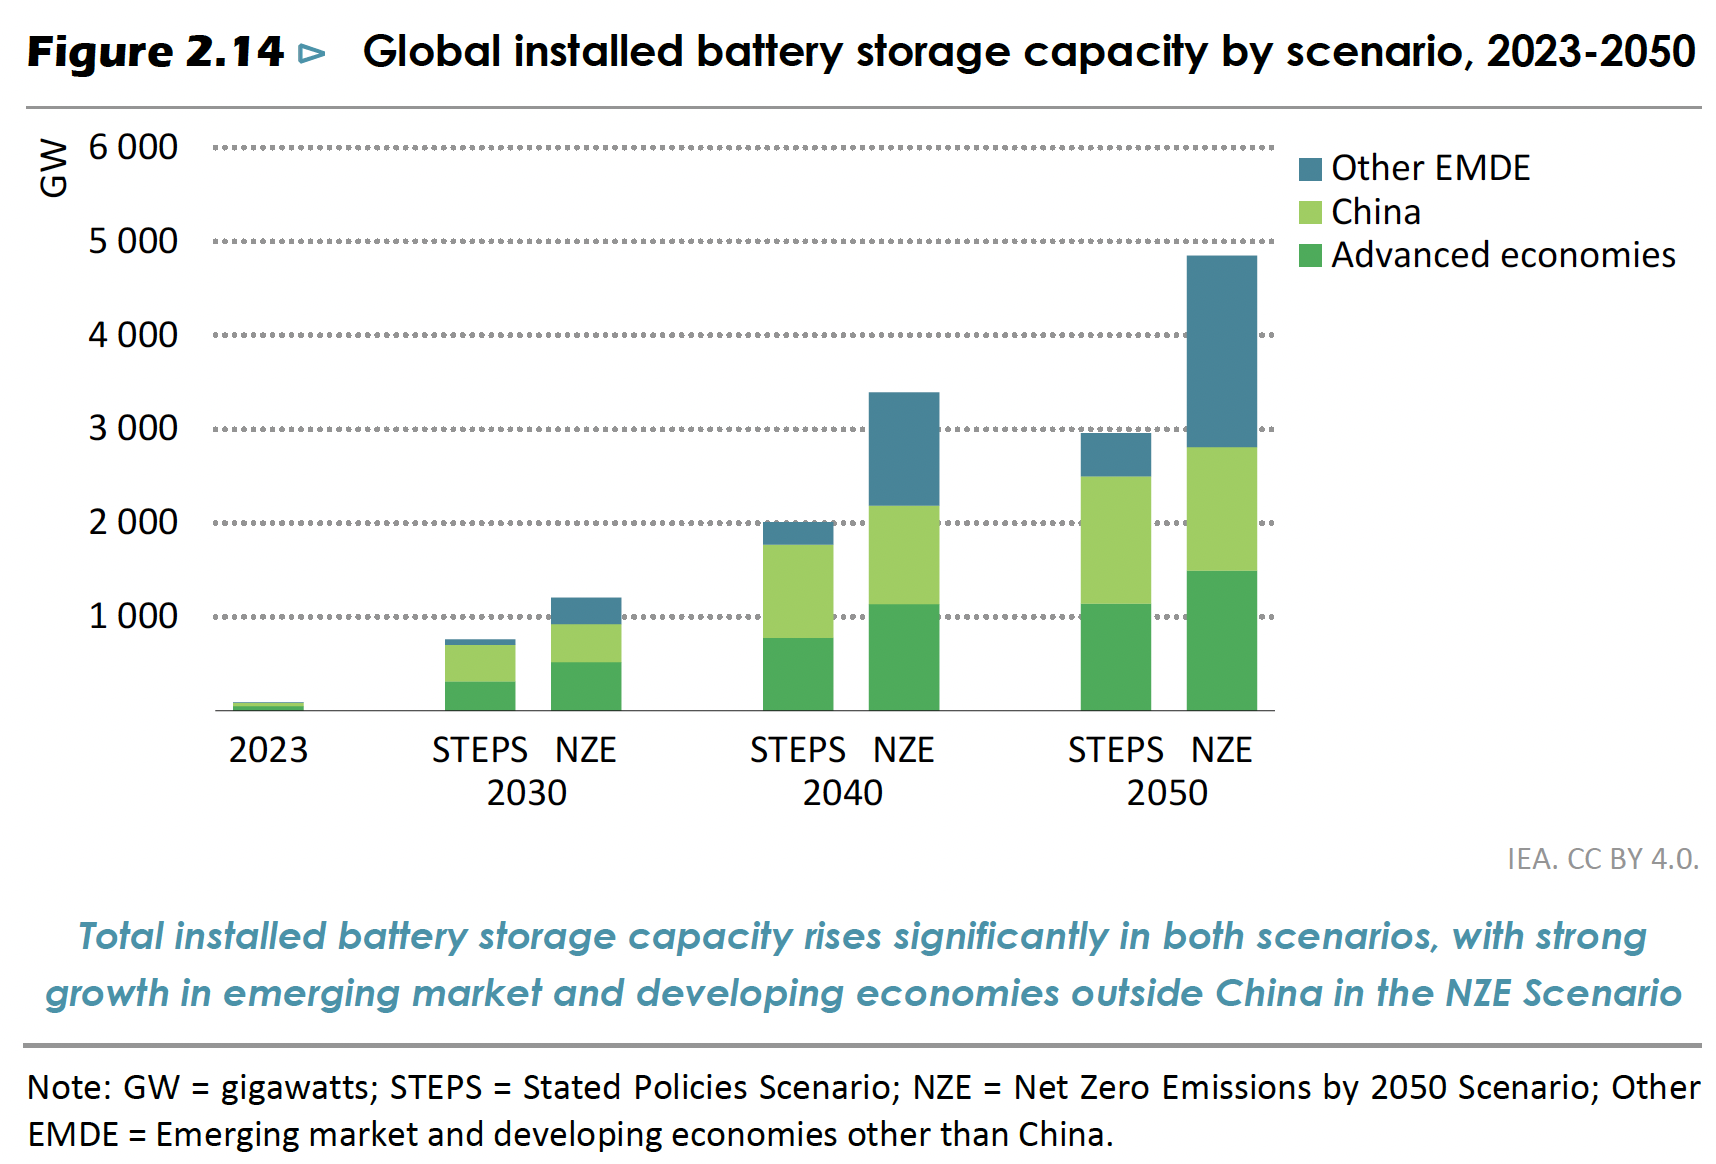 Figure 2.14 ⊳ Global installed battery storage capacity by scenario, 2023-2050
GW
6 000
5 000
4 000
3 000
2 000
1 000
Other EMDE
China
Advanced economies
2023
STEPS NZE
2030
STEPS NZE
2040
STEPS NZE
2050
IEA. CC BY 4.0.
Total installed battery storage capacity rises significantly in both scenarios, with strong
growth in emerging market and developing economies outside China in the NZE Scenario
Note: GW = gigawatts; STEPS = Stated Policies Scenario; NZE = Net Zero Emissions by 2050 Scenario; Other
EMDE = Emerging market and developing economies other than China.